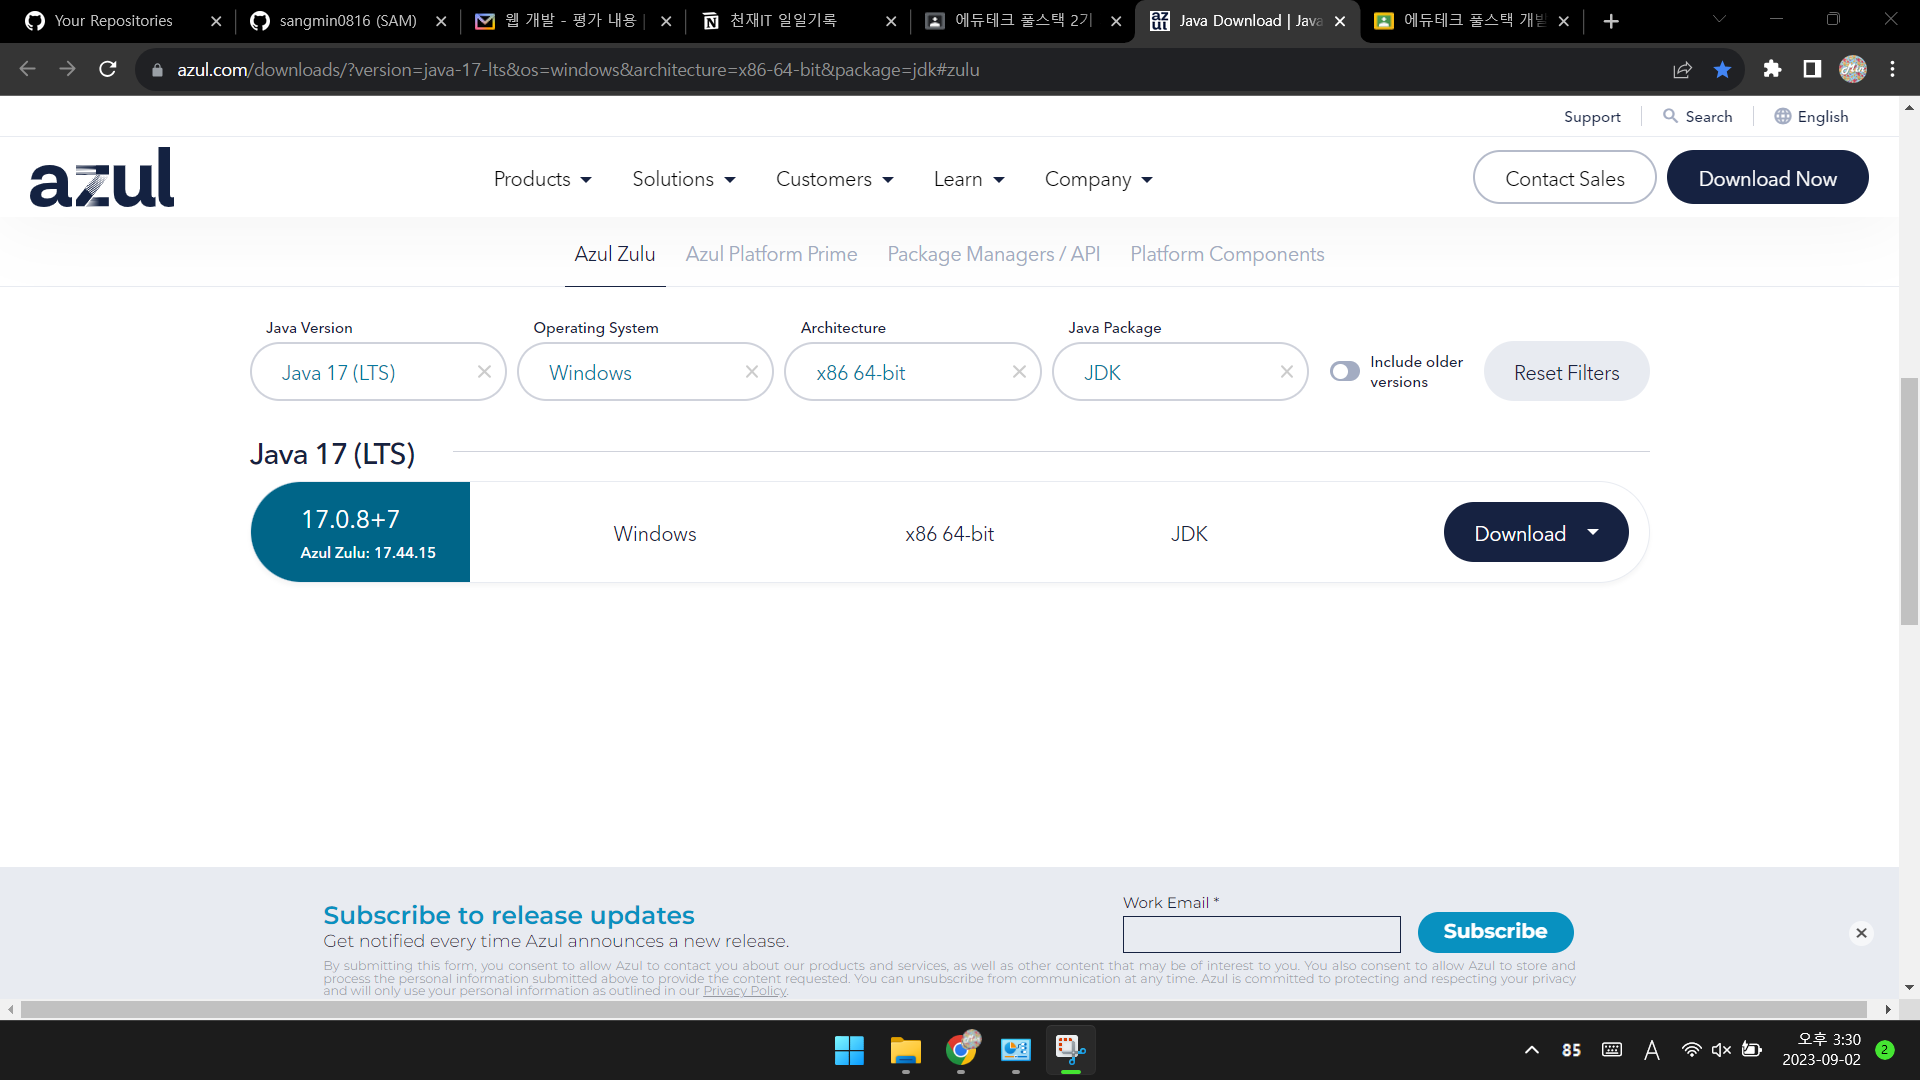 Your Repositories
sangmin0816 (SAM)
웹 개발 - 평가 내용
천재IT 일일기록
에듀테크 풀스택 2기
Java Download | Java
에듀테크 풀스택 개발
azul.com/downloads/?version=java-17-lts&os=windows&architecture=x86-64-bit&package=jdk#zulu
Support
Search
English
azul
Products
Solutions
Customers
Learn
Company
Contact Sales
Download Now
Azul Zulu
Azul Platform Prime
Package Managers / API
Platform Components
Java Version
Operating System
Architecture
Java Package
Java 17 (LTS)
Windows
x86 64-bit
JDK
Include older
versions
Reset Filters
Java 17 (LTS)
17.0.8+7
Azul Zulu: 17.44.15
Windows
x86 64-bit
JDK
Download
Subscribe to release updates
Get notified every time Azul announces a new release.
Work Email *
Subscribe
By submitting this form, you consent to allow Azul to contact you about our products and services, as well as other content that may be of interest to you. You also consent to allow Azul to store and
process the personal information submitted above to provide the content requested. You can unsubscribe from communication at any time. Azul is committed to protecting and respecting your privacy
and will only use your personal information as outlined in our Privacy Policy.
85
A
오후 3:30
2023-09-02
2